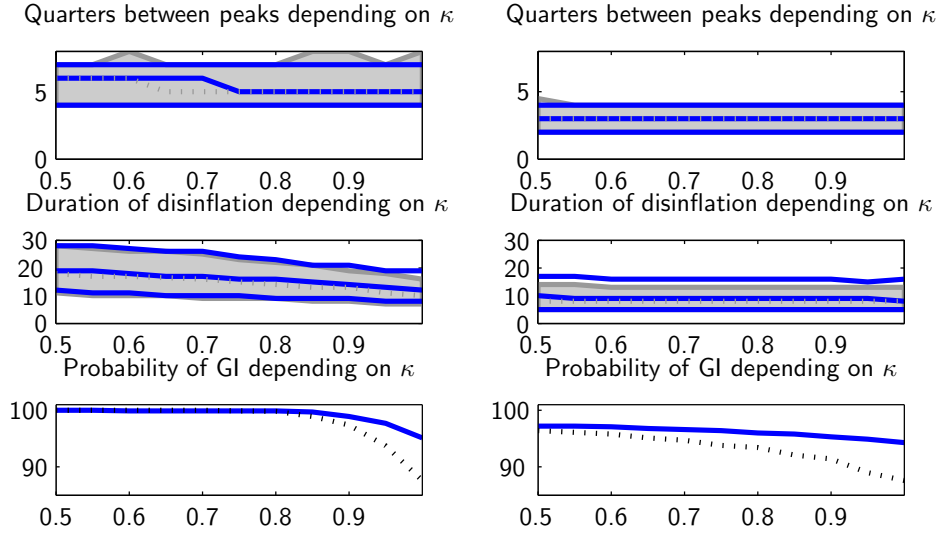 Quarters between peaks depending on κ
5
0
0.5 0.6 0.7 0.8 0.9
Duration of disinflation depending on κ
30
20
10
0
0.5 0.6 0.7 0.8 0.9
Probability of GI depending on κ
100
90
0.5 0.6 0.7 0.8 0.9
Quarters between peaks depending on κ
5
0
0.5 0.6 0.7 0.8 0.9
Duration of disinflation depending on κ
30
20
10
0
0.5 0.6 0.7 0.8 0.9
Probability of GI depending on κ
100
90
0.5 0.6 0.7 0.8 0.9